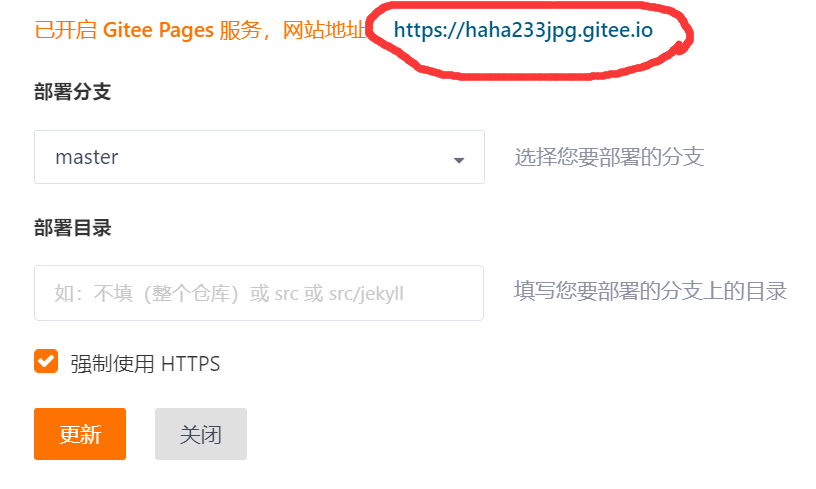 已开启 Gitee Pages 服务，网站地址 https://haha233jpg.gitee.io
部署分支
master 选择您要部署的分支
部署目录
如：不填（整个仓库）或 src 或 src/jekyll 填写您要部署的分支上的目录
强制使用 HTTPS
更新 关闭